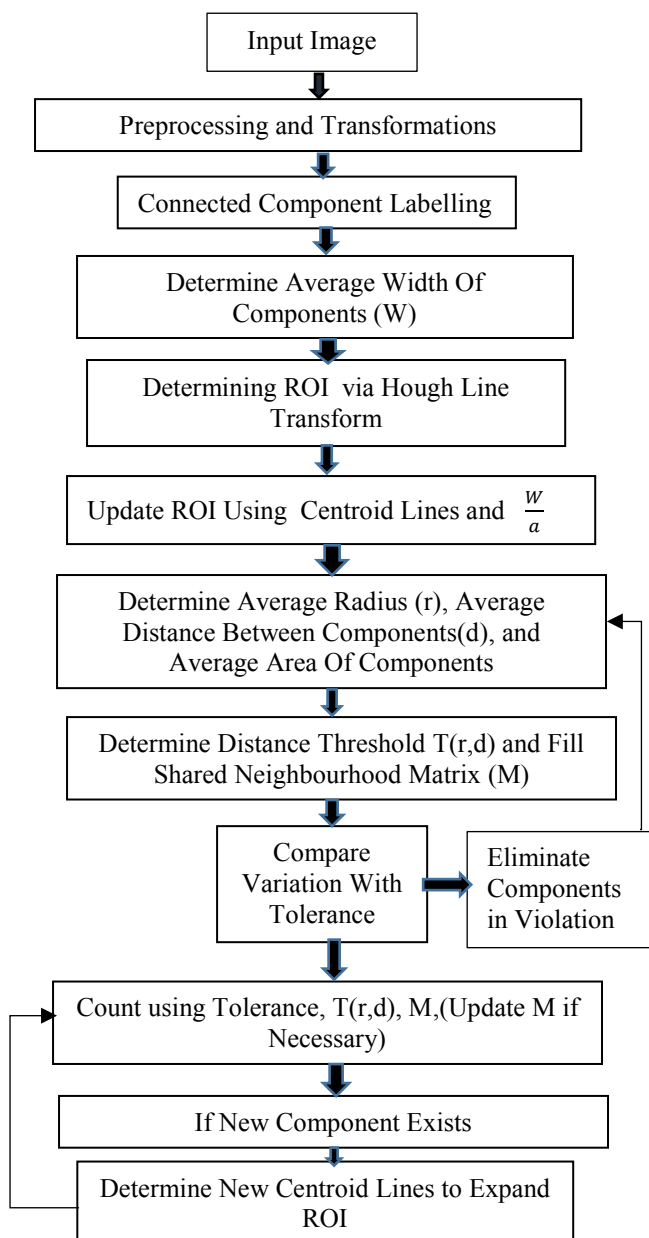 Input Image
Preprocessing and Transformations
Connected Component Labelling
Determine Average Width Of
Components (W)
Determining ROI via Hough Line
Transform
Update ROI Using Centroid Lines and W/a
Determine Average Radius (r), Average
Distance Between Components(d), and
Average Area Of Components
Determine Distance Threshold T(r,d) and Fill
Shared Neighbourhood Matrix (M)
Compare
Variation With
Tolerance
Eliminate
Components
in Violation
Count using Tolerance, T(r,d), M,(Update M if
Necessary)
If New Component Exists
Determine New Centroid Lines to Expand
ROI